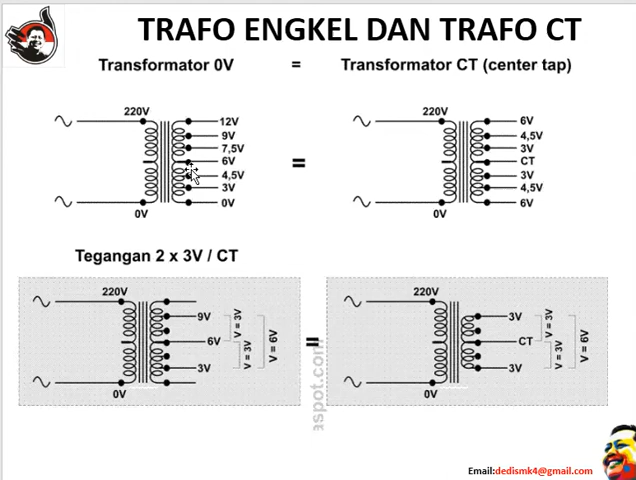 TRAFO ENGKEL DAN TRAFO CT
Transformator 0V = Transformator CT (center tap)
220V
12V
9V
7,5V
6V
4,5V
3V
0V
0V
=
220V
6V
4,5V
3V
CT
3V
4,5V
6V
0V
Tegangan 2 x 3V / CT
220V
9V
6V
3V
0V
V = 3V
V = 3V
V = 6V
=
220V
3V
CT
3V
0V
V = 3V
V = 3V
V = 6V
aspot.com
Email:dedismk4@gmail.com